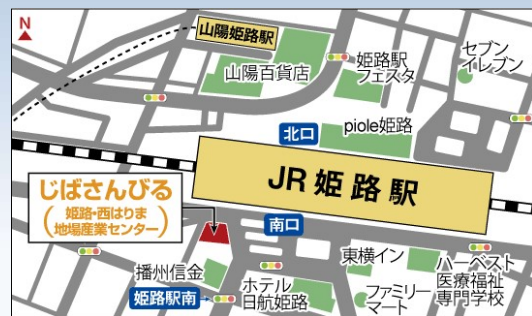 N
山陽姫路駅
山陽百貨店
姫路駅
フェスタ
セブン
イレブン
北口
piole姫路
JR 姫路駅
じばさんびる
(姫路・西はりま
地場産業センター)
南口
播州信金
姫路駅南
ホテル
日航姫路
東横イン
ファミリー
マート
ハーベスト
医療福祉
専門学校